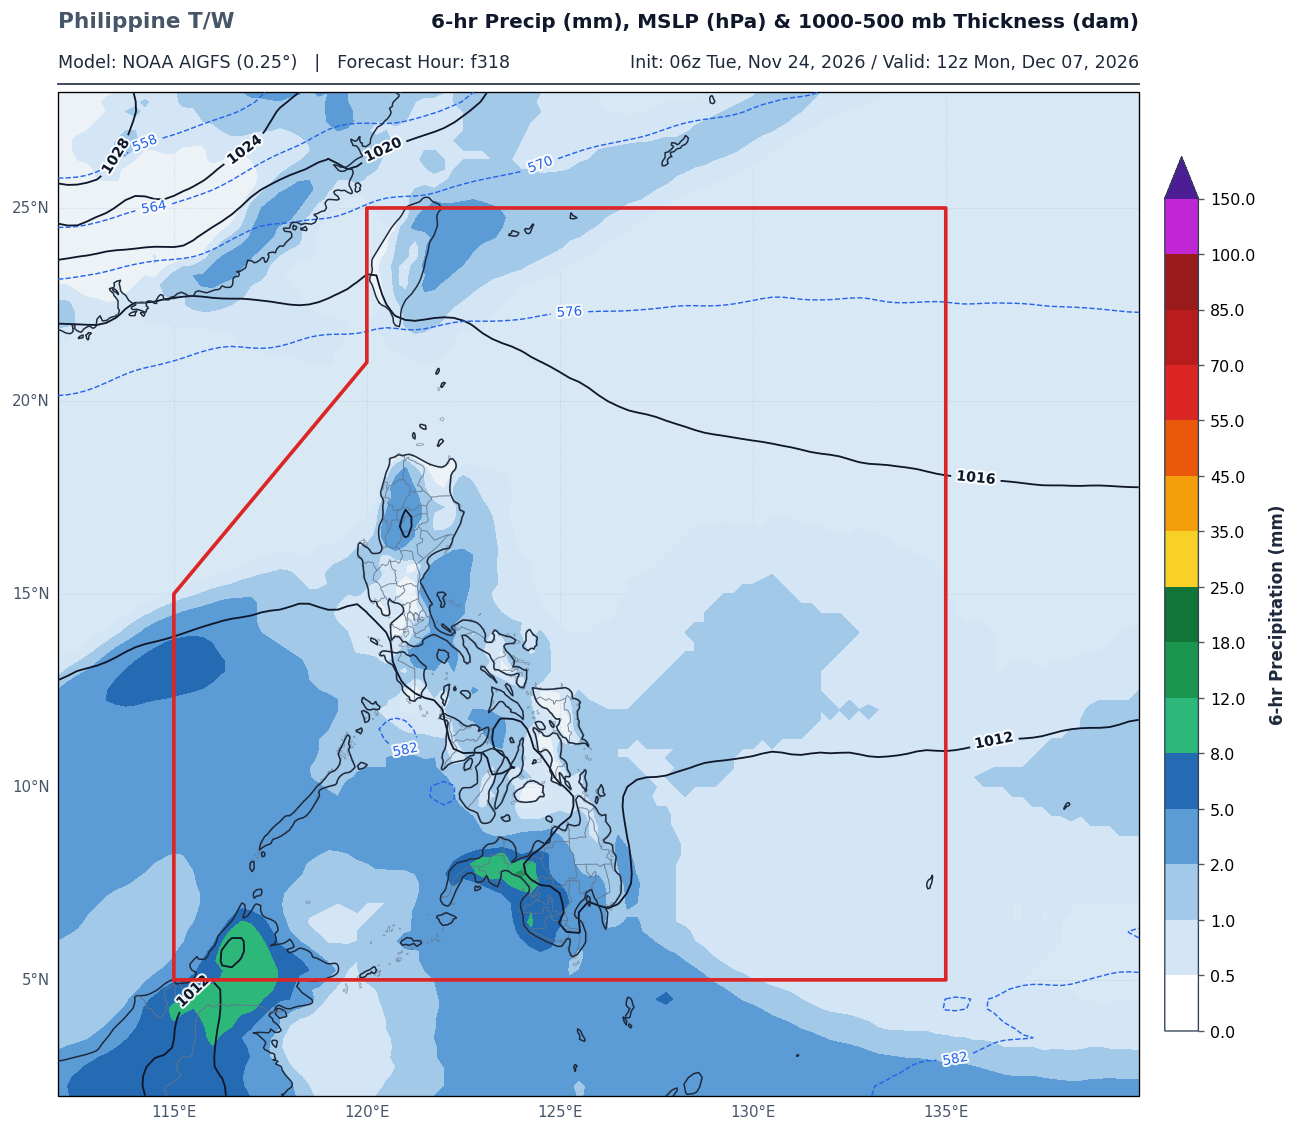 Philippine T/W
6-hr Precip (mm), MSLP (hPa) & 1000-500 mb Thickness (dam)
Model: NOAA AIGFS (0.25°) | Forecast Hour: f318
Init: 06z Tue, Nov 24, 2026 / Valid: 12z Mon, Dec 07, 2026
1028
558
1024
1020
570
564
576
1016
582
1012
1012
582
25°N
20°N
15°N
10°N
5°N
115°E
120°E
125°E
130°E
135°E
150.0
100.0
85.0
70.0
55.0
45.0
35.0
25.0
18.0
12.0
8.0
5.0
2.0
1.0
0.5
0.0
6-hr Precipitation (mm)